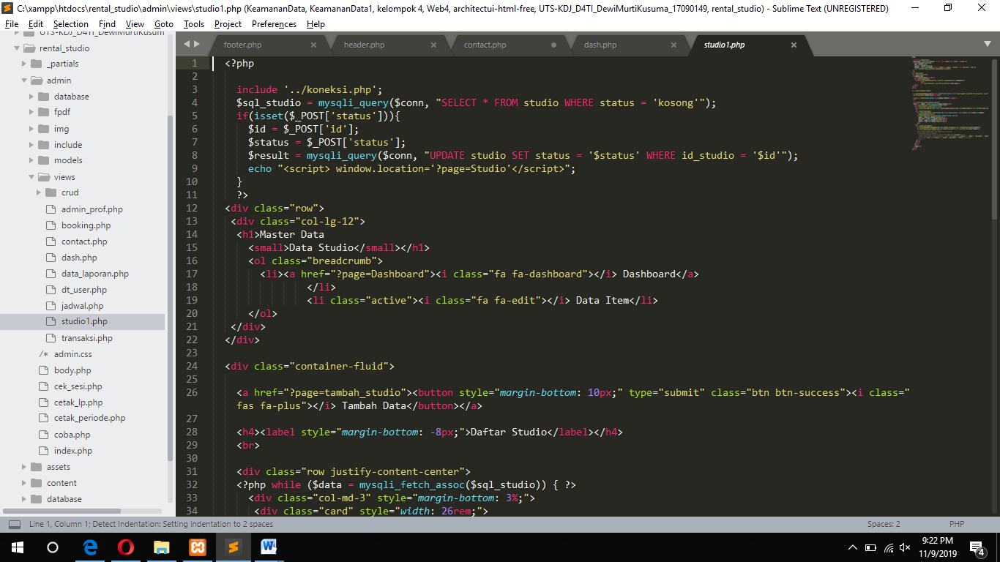 C:\xampp\htdocs\rental_studio\admin\views\studio1.php (KeamananData, KeamananData1, kelompok 4, Web4, architectui-html-free, UTS-KDJ_D4TI_DewiMurtiKusuma_17090149, rental_studio) - Sublime Text (UNREGISTERED)
File Edit Selection Find View Goto Tools Project Preferences Help
UTS-KDJ_D4TI_DewiMurtiKusum
rental_studio
_partials
admin
database
fpdf
img
include
models
views
crud
admin_prof.php
booking.php
contact.php
dash.php
data_laporan.php
dt_user.php
jadwal.php
studio1.php
transaksi.php
/* admin.css
body.php
cek_sesi.php
cetak_lp.php
cetak_periode.php
coba.php
index.php
assets
content
database
footer.php × header.php × contact.php dash.php × studio1.php ×
1 <?php
2
3 include '../koneksi.php';
4 $sql_studio = mysqli_query($conn, "SELECT * FROM studio WHERE status = 'kosong'");
5 if(isset($_POST['status'])){
6 $id = $_POST['id'];
7 $status = $_POST['status'];
8 $result = mysqli_query($conn, "UPDATE studio SET status = '$status' WHERE id_studio = '$id'");
9 echo "<script> window.location='?page=Studio'</script>";
10 }
11 ?>
12 <div class="row">
13 <div class="col-lg-12">
14 <h1>Master Data
15 <small>Data Studio</small></h1>
16 <ol class="breadcrumb">
17 <li><a href="?page=Dashboard"><i class="fa fa-dashboard"></i> Dashboard</a>
18 </li>
19 <li class="active"><i class="fa fa-edit"></i> Data Item</li>
20 </ol>
21 </div>
22 </div>
23
24 <div class="container-fluid">
25
26 <a href="?page=tambah_studio"><button style="margin-bottom: 10px;" type="submit" class="btn btn-success"><i class="
fas fa-plus"></i> Tambah Data</button></a>
27
28 <h4><label style="margin-bottom: -8px;">Daftar Studio</label></h4>
29 <br>
30
31 <div class="row justify-content-center">
32 <?php while ($data = mysqli_fetch_assoc($sql_studio)) { ?>
33 <div class="col-md-3" style="margin-bottom: 3%;">
34 <div class="card" style="width: 26rem;">
Line 1, Column 1; Detect Indentation: Setting indentation to 2 spaces
Spaces: 2 PHP
9:22 PM
11/9/2019
4